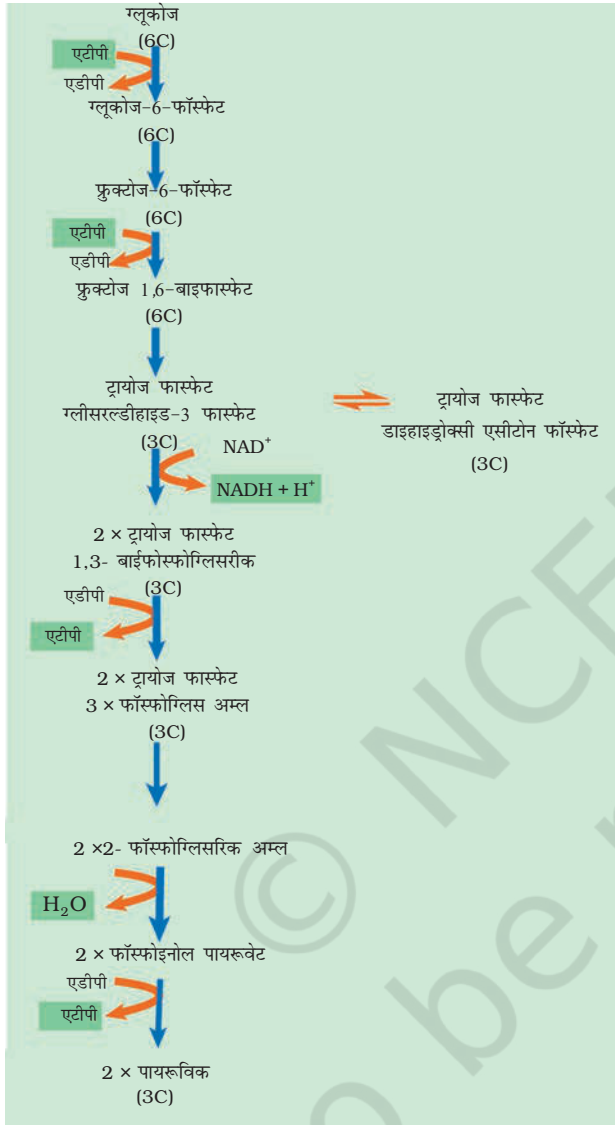 ग्लूकोज
(6C)
एटीपी
एडीपी
ग्लूकोज-6-फॉस्फेट
(6C)
फ्रुक्टोज-6-फॉस्फेट
(6C)
एटीपी
एडीपी
फ्रुक्टोज 1,6-बाइफास्फेट
(6C)
ट्रायोज फास्फेट
ग्लीसरल्डीहाइड-3 फास्फेट
(3C)
ट्रायोज फास्फेट
डाइहाइड्रोक्सी एसीटोन फॉस्फेट
(3C)
NAD⁺
NADH + H⁺
2 × ट्रायोज फास्फेट
1,3- बाईफोस्फोग्लिसरीक
(3C)
एडीपी
एटीपी
2 × ट्रायोज फास्फेट
3 × फॉस्फोग्लिस अम्ल
(3C)
2 ×2- फॉस्फोग्लिसरिक अम्ल
H₂O
2 × फॉस्फोइनोल पायरूवेट
एडीपी
एटीपी
2 × पायरूविक
(3C)
© NCE
o be